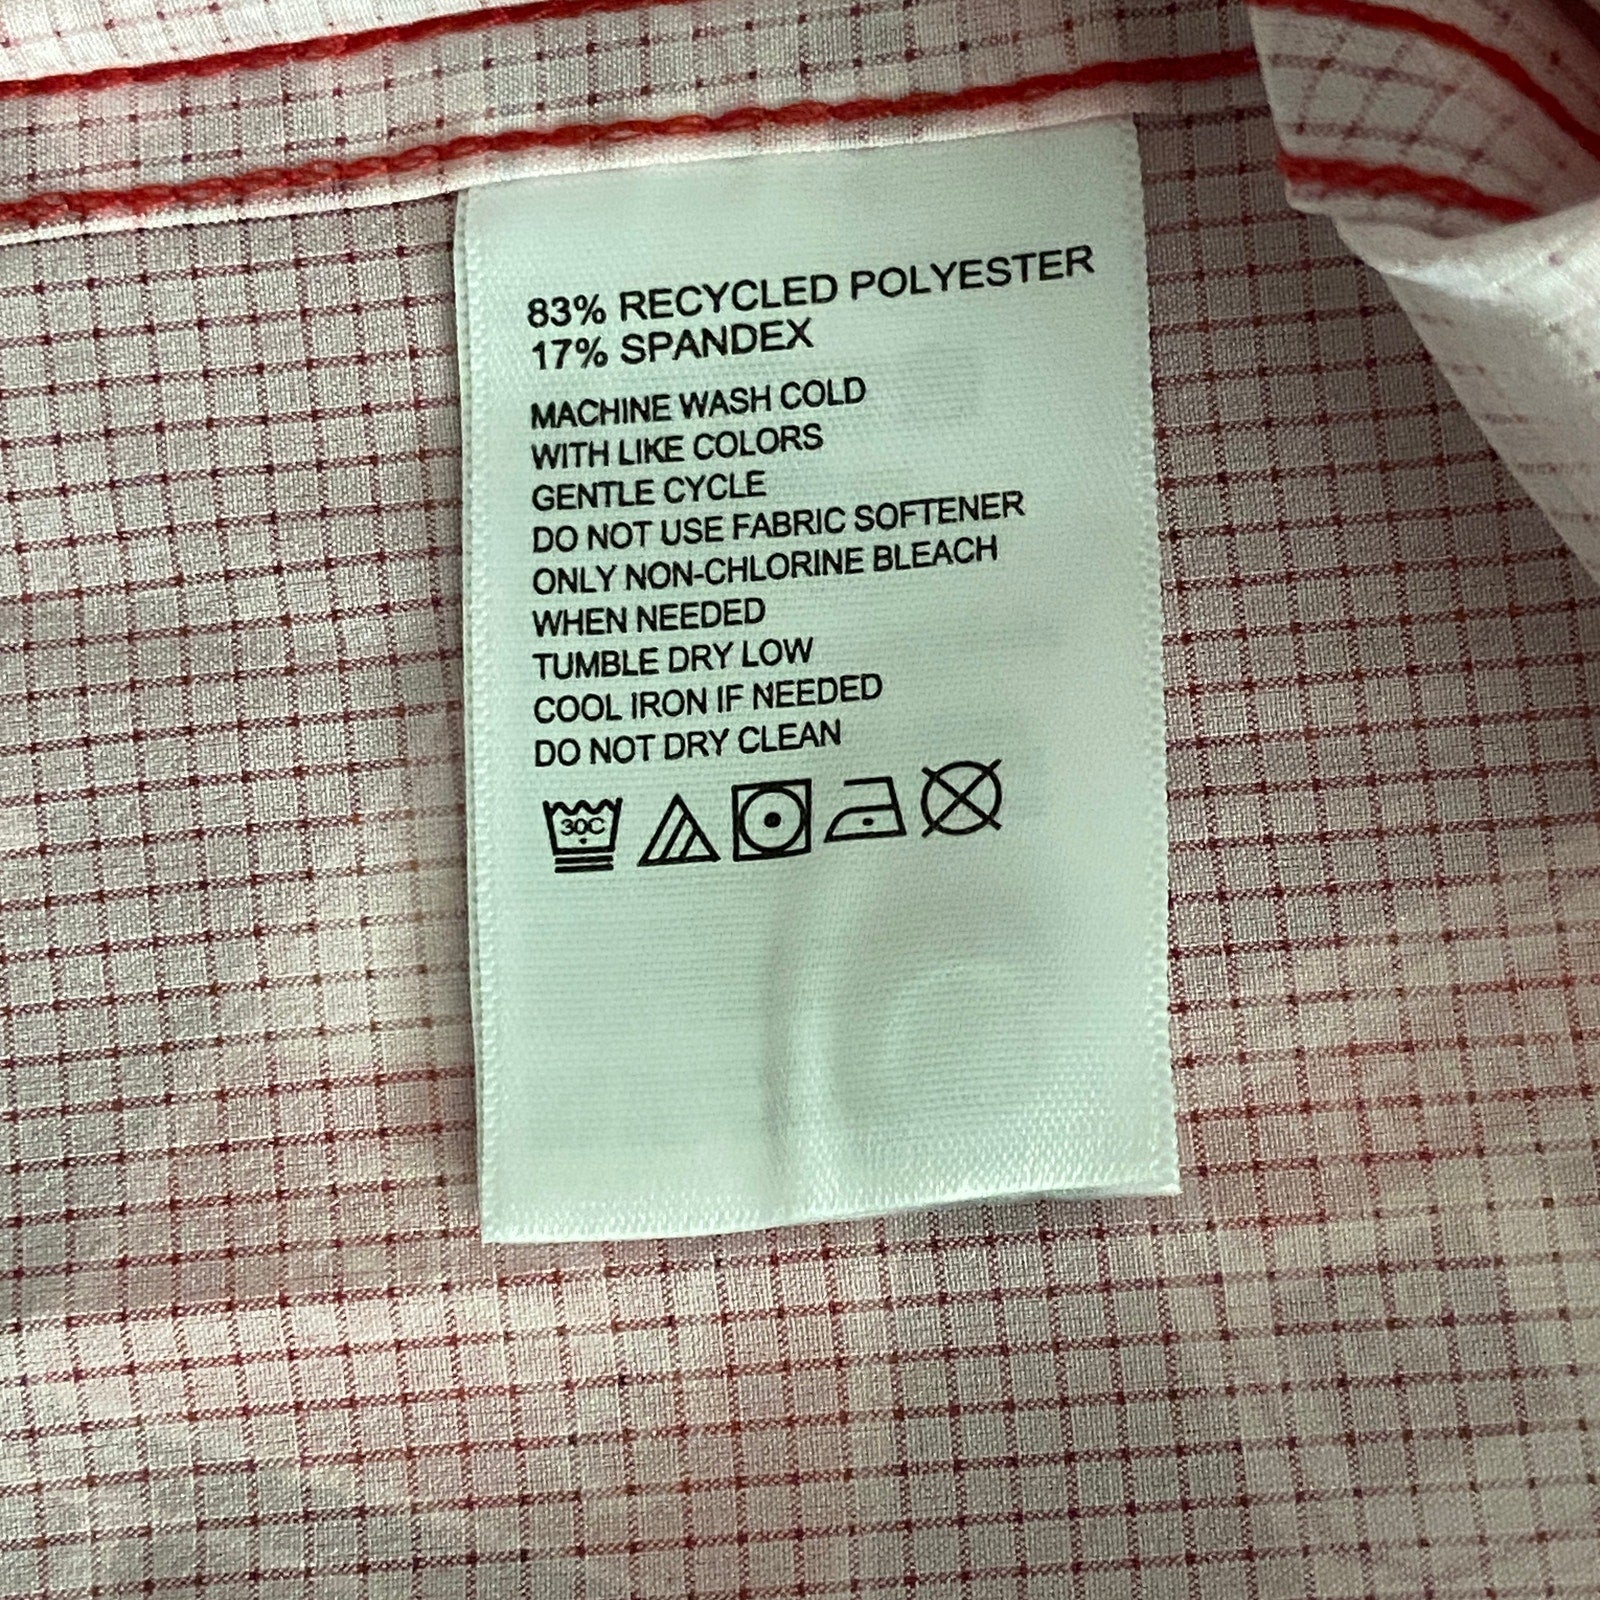 83% RECYCLED POLYESTER
17% SPANDEX
MACHINE WASH COLD
WITH LIKE COLORS
GENTLE CYCLE
DO NOT USE FABRIC SOFTENER
ONLY NON-CHLORINE BLEACH
WHEN NEEDED
TUMBLE DRY LOW
COOL IRON IF NEEDED
DO NOT DRY CLEAN
30C